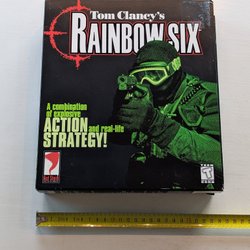 Tom Clancy's
RAINBOW SIX
A combination
of explosive
ACTION and real-life
STRATEGY!
Red Storm